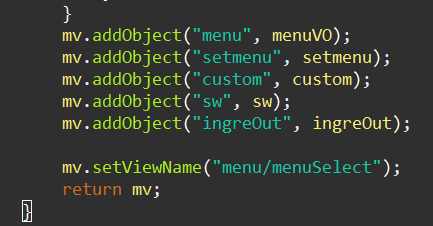 }
mv.addObject("menu", menuVO);
mv.addObject("setmenu", setmenu);
mv.addObject("custom", custom);
mv.addObject("sw", sw);
mv.addObject("ingreOut", ingreOut);
mv.setViewName("menu/menuSelect");
return mv;
}